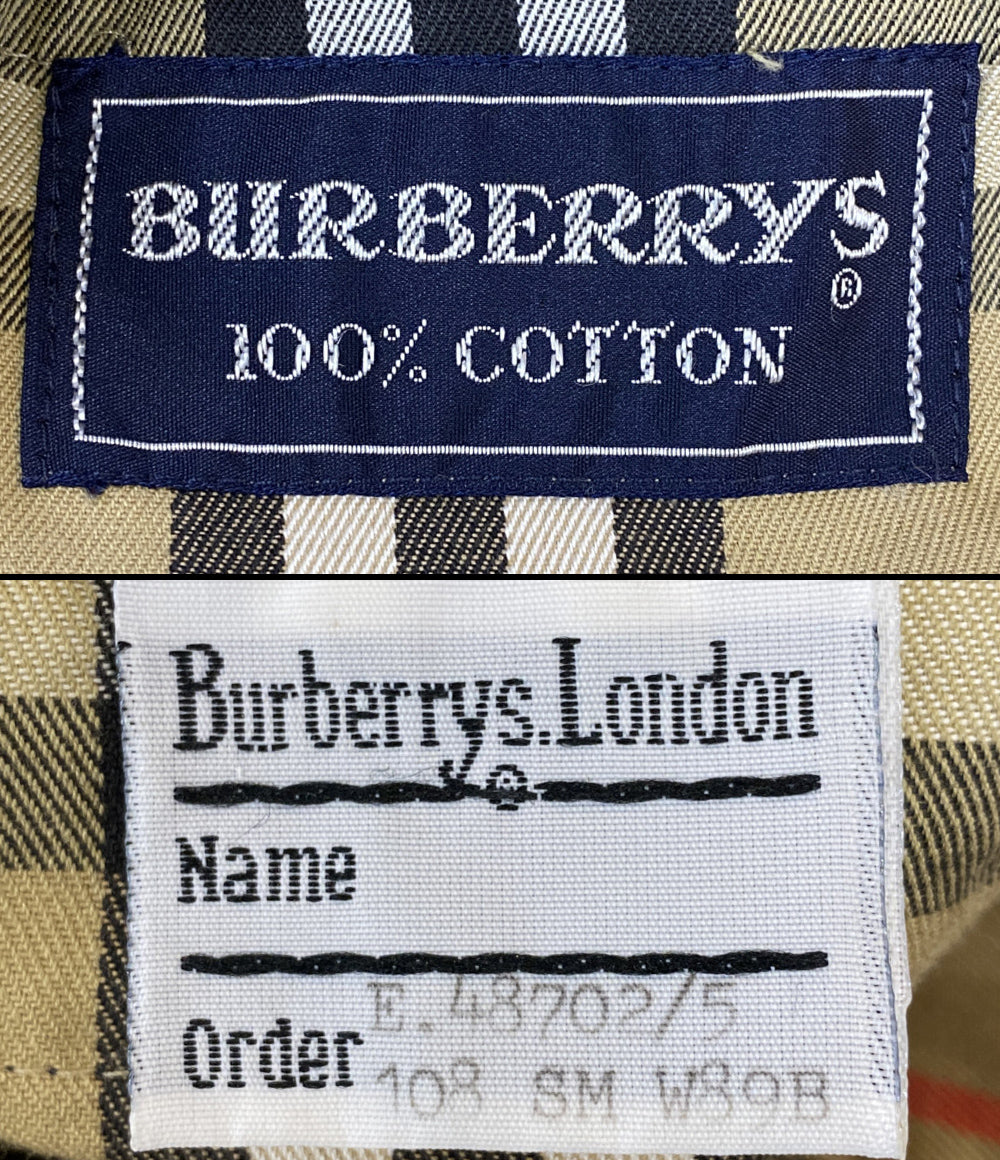 BURBERRYS
®
100% COTTON
Burberrys.London
Name
E.48702/5
Order
108 SM W89B